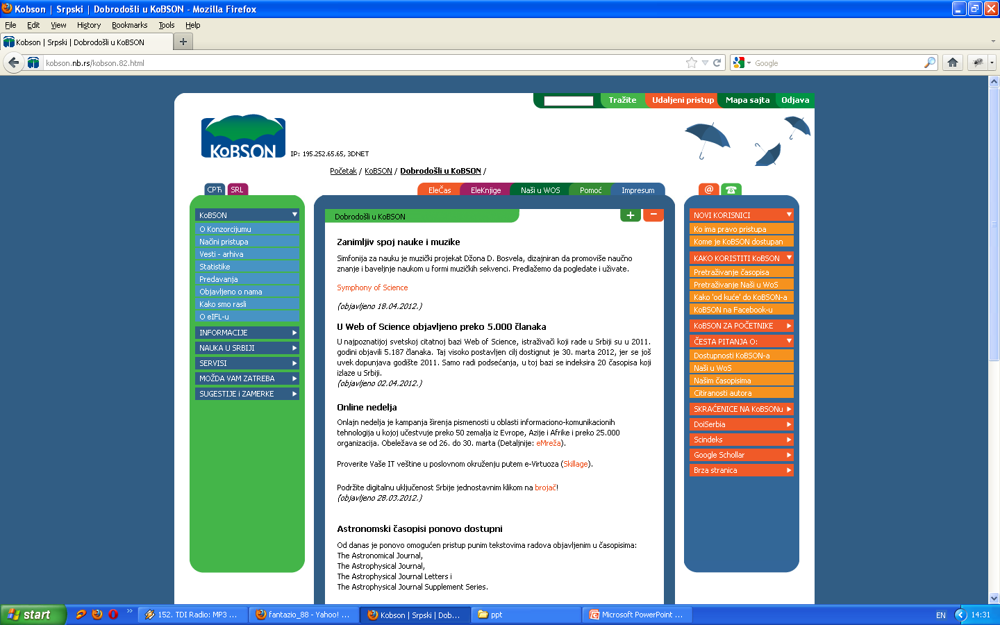 Kobson | Srpski | Dobrodošli u KoBSON - Mozilla Firefox
File Edit View History Bookmarks Tools Help
Kobson | Srpski | Dobrodošli u KoBSON
kobson.nb.rs/kobson.82.html
Google
Tražite Udaljeni pristup Mapa sajta Odjava
KoBSON
IP: 195.252.65.65, 3DNET
Početak / KoBSON / Dobrodošli u KoBSON /
СРЋ SRL
EleČas EleKnjige Naši u WOS Pomoć Impresum
@
KoBSON
O Konzorcijumu
Načini pristupa
Vesti - arhiva
Statistike
Predavanja
Objavljeno o nama
Kako smo rasli
O eIFL-u
INFORMACIJE
NAUKA U SRBIJI
SERVISI
MOŽDA VAM ZATREBA
SUGESTIJE i ZAMERKE
Dobrodošli u KoBSON
+ −
Zanimljiv spoj nauke i muzike
Simfonija za nauku je muzički projekat Džona D. Bosvela, dizajniran da promoviše naučno
znanje i baveljnje naukom u formi muzičkih sekvenci. Predlažemo da pogledate i uživate.
Symphony of Science
(objavljeno 18.04.2012.)
U Web of Science objavljeno preko 5.000 članaka
U najpoznatijoj svetskoj citatnoj bazi Web of Science, istraživači koji rade u Srbiji su u 2011.
godini objavili 5.187 članaka. Taj visoko postavljen cilj dostignut je 30. marta 2012, jer se još
uvek dopunjava godište 2011. Samo radi podsećanja, u toj bazi se indeksira 20 časopisa koji
izlaze u Srbiji.
(objavljeno 02.04.2012.)
Online nedelja
Onlajn nedelja je kampanja širenja pismenosti u oblasti informaciono-komunikacionih
tehnologija u kojoj učestvuje preko 50 zemalja iz Evrope, Azije i Afrike i preko 25.000
organizacija. Obeležava se od 26. do 30. marta (Detaljnije: eMreža).
Proverite Vaše IT veštine u poslovnom okruženju putem e-Virtuoza (Skillage).
Podržite digitalnu uključenost Srbije jednostavnim klikom na brojač!
(objavljeno 28.03.2012.)
Astronomski časopisi ponovo dostupni
Od danas je ponovo omogućen pristup punim tekstovima radova objavljenim u časopisima:
The Astronomical Journal,
The Astrophysical Journal,
The Astrophysical Journal Letters i
The Astrophysical Journal Supplement Series.
NOVI KORISNICI
Ko ima pravo pristupa
Kome je KoBSON dostupan
KAKO KORISTITI KoBSON
Pretraživanje časopisa
Pretraživanje Naši u WoS
Kako 'od kuće' do KoBSON-a
KoBSON na Facebook-u
KoBSON ZA POČETNIKE
ČESTA PITANJA O:
Dostupnosti KoBSON-a
Naši u WoS
Našim časopisima
Citiranosti autora
SKRAĆENICE NA KoBSONu
DoiSerbia
Scindeks
Google Schollar
Brza stranica
start
152. TDI Radio: MP3 ...
fantazio_88 - Yahoo! ...
Kobson | Srpski | Dob...
ppt
Microsoft PowerPoint ...
EN
14:31